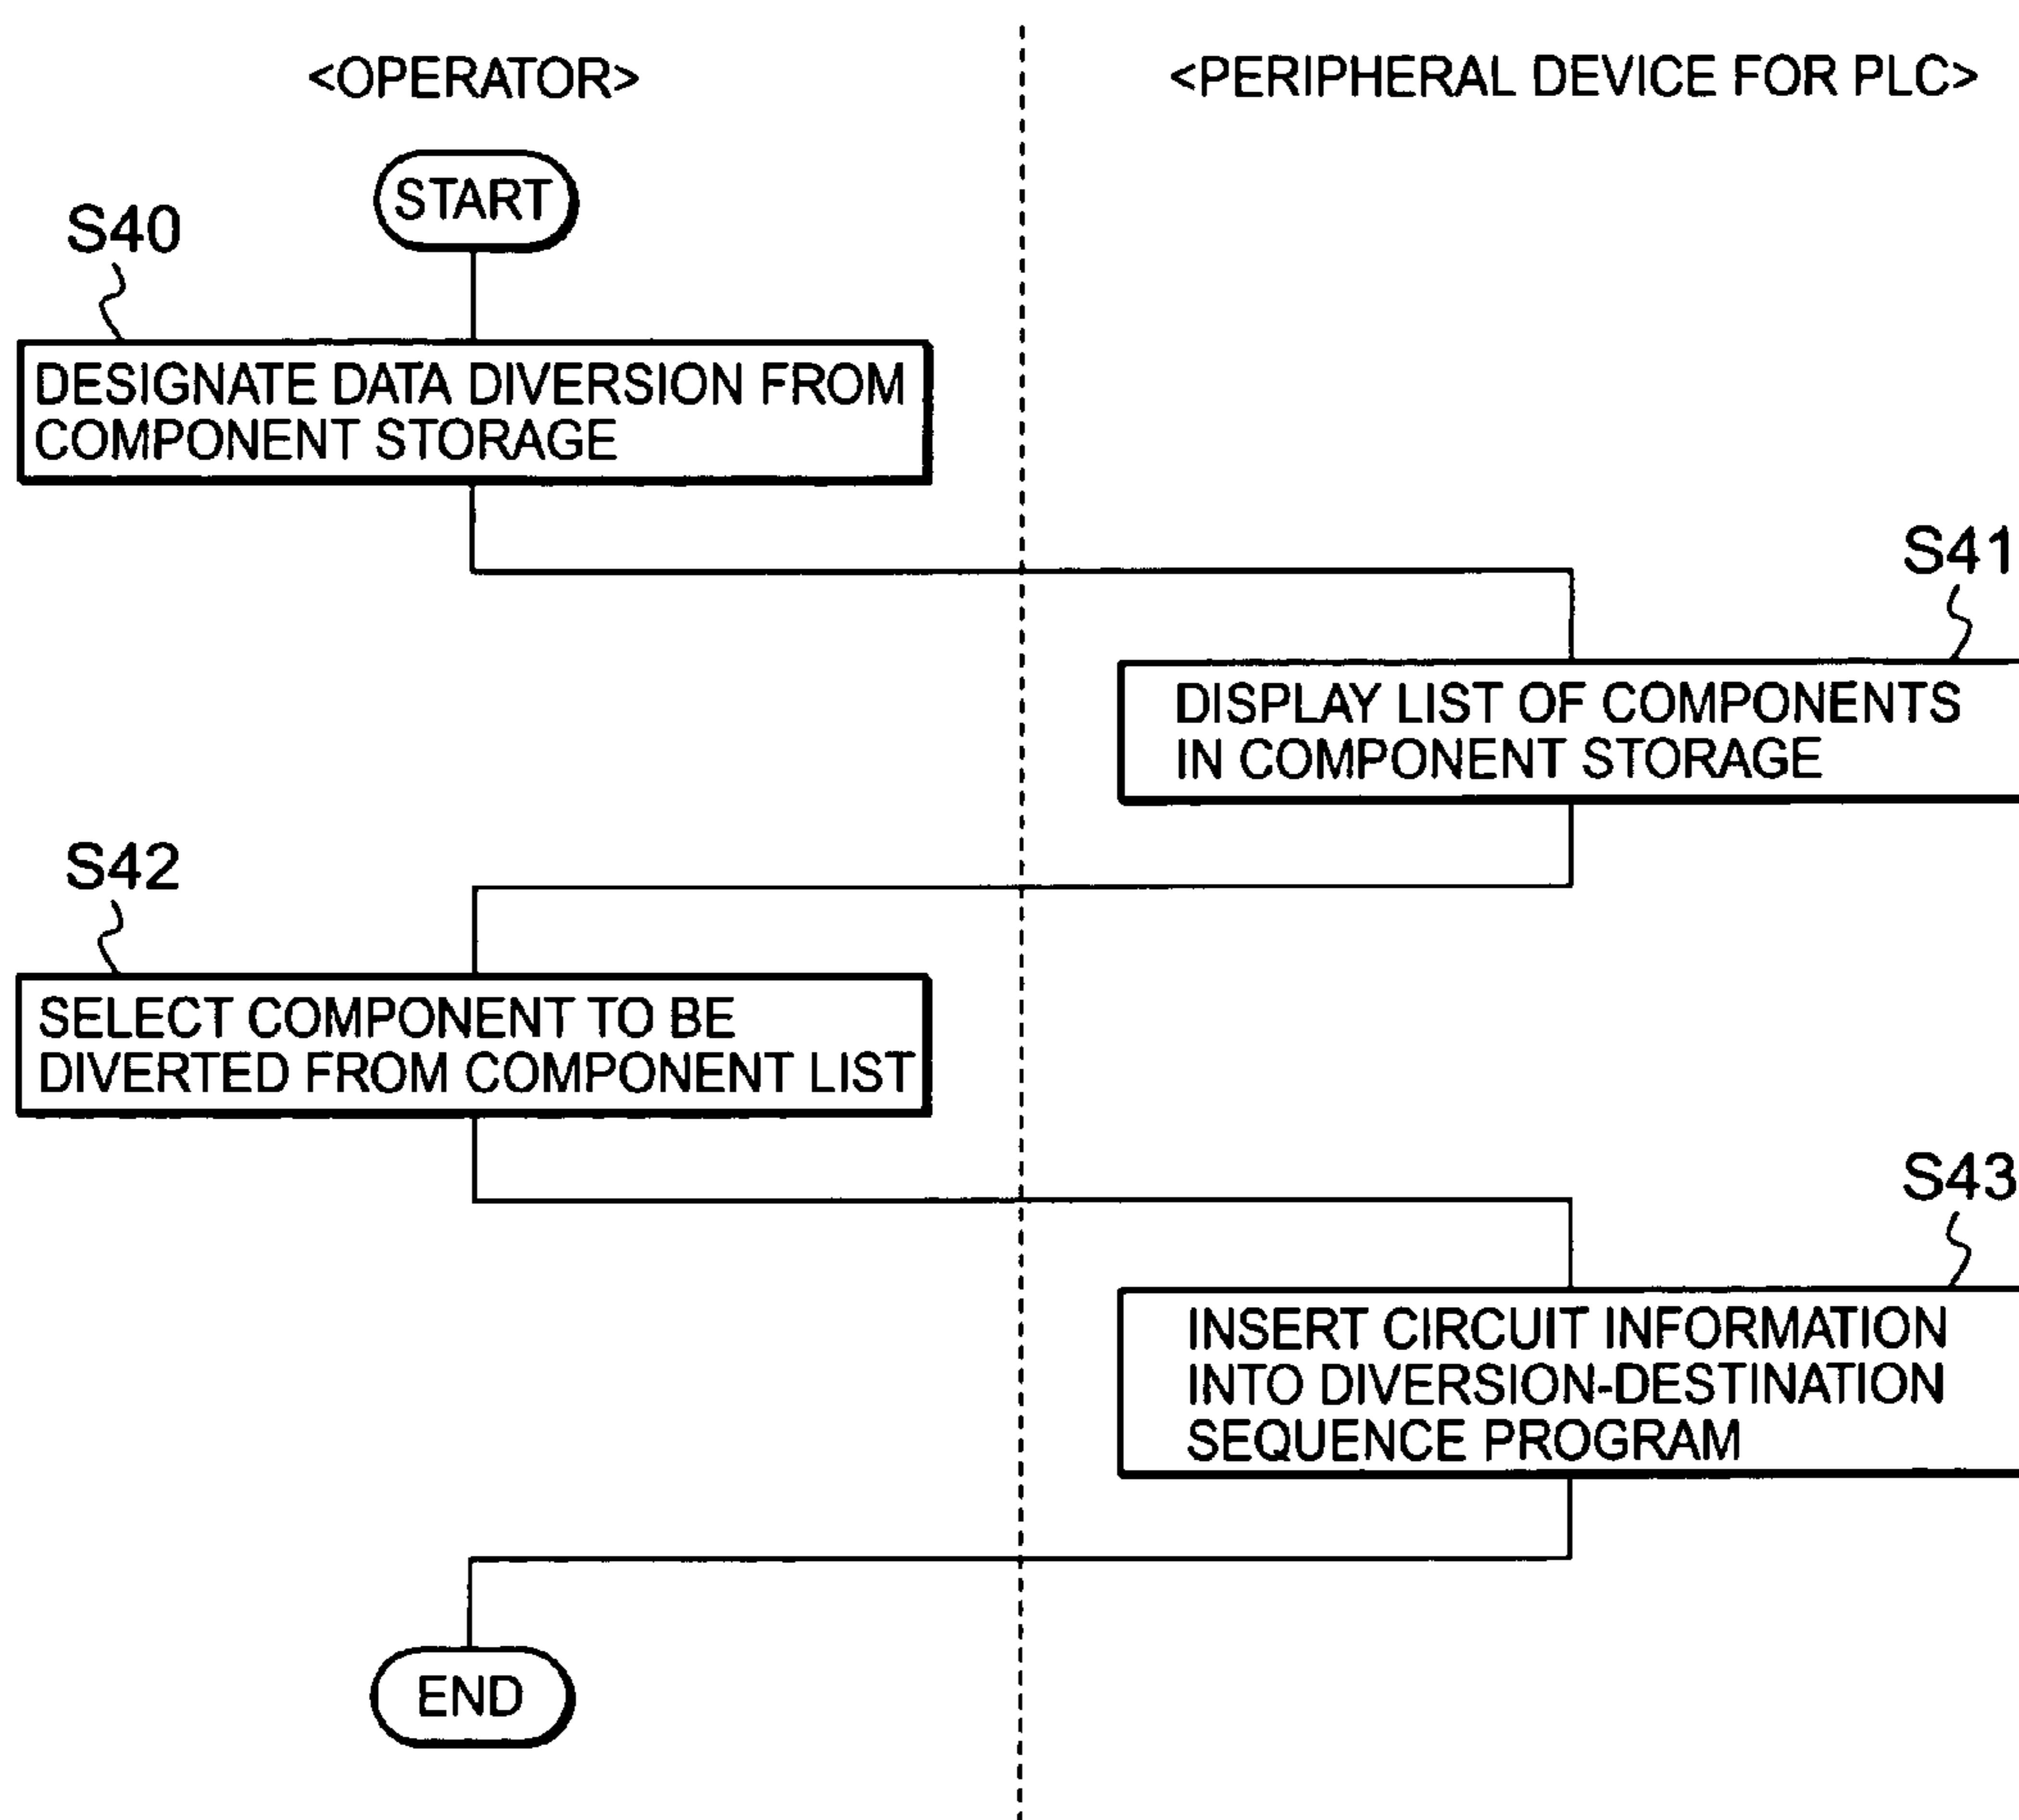 <OPERATOR>
<PERIPHERAL DEVICE FOR PLC>
START
S40
DESIGNATE DATA DIVERSION FROM
COMPONENT STORAGE
S41
DISPLAY LIST OF COMPONENTS
IN COMPONENT STORAGE
S42
SELECT COMPONENT TO BE
DIVERTED FROM COMPONENT LIST
S43
INSERT CIRCUIT INFORMATION
INTO DIVERSION-DESTINATION
SEQUENCE PROGRAM
END